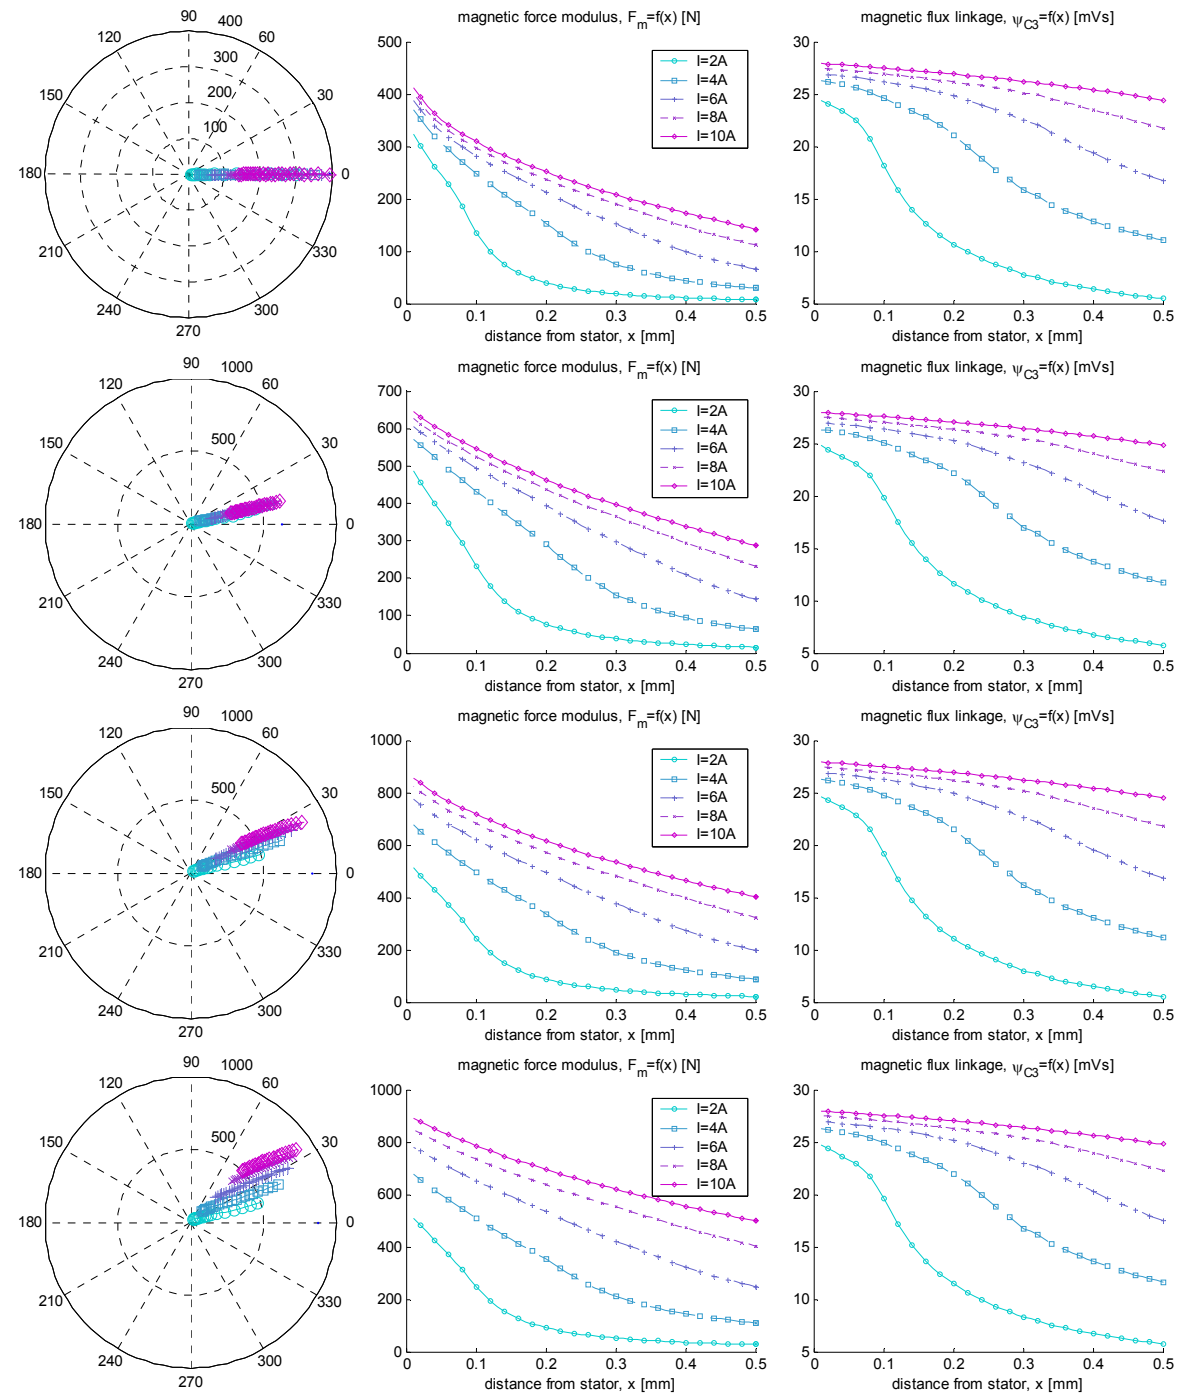 90
120
400
60
300
150
200
30
100
180
0
210
330
240
300
270
magnetic force modulus, Fm=f(x) [N]
500
400
300
200
100
0
I=2A
I=4A
I=6A
I=8A
I=10A
0 0.1 0.2 0.3 0.4 0.5
distance from stator, x [mm]
magnetic flux linkage, ψC3=f(x) [mVs]
30
25
20
15
10
5
0 0.1 0.2 0.3 0.4 0.5
distance from stator, x [mm]
90
1000
120
60
500
150
30
180
0
210
330
240
300
270
magnetic force modulus, Fm=f(x) [N]
700
600
500
400
300
200
100
0
I=2A
I=4A
I=6A
I=8A
I=10A
0 0.1 0.2 0.3 0.4 0.5
distance from stator, x [mm]
magnetic flux linkage, ψC3=f(x) [mVs]
30
25
20
15
10
5
0 0.1 0.2 0.3 0.4 0.5
distance from stator, x [mm]
90
1000
120
60
500
150
30
180
0
210
330
240
300
270
magnetic force modulus, Fm=f(x) [N]
1000
800
600
400
200
0
I=2A
I=4A
I=6A
I=8A
I=10A
0 0.1 0.2 0.3 0.4 0.5
distance from stator, x [mm]
magnetic flux linkage, ψC3=f(x) [mVs]
30
25
20
15
10
5
0 0.1 0.2 0.3 0.4 0.5
distance from stator, x [mm]
90
1000
120
60
500
150
30
180
0
210
330
240
300
270
magnetic force modulus, Fm=f(x) [N]
1000
800
600
400
200
0
I=2A
I=4A
I=6A
I=8A
I=10A
0 0.1 0.2 0.3 0.4 0.5
distance from stator, x [mm]
magnetic flux linkage, ψC3=f(x) [mVs]
30
25
20
15
10
5
0 0.1 0.2 0.3 0.4 0.5
distance from stator, x [mm]